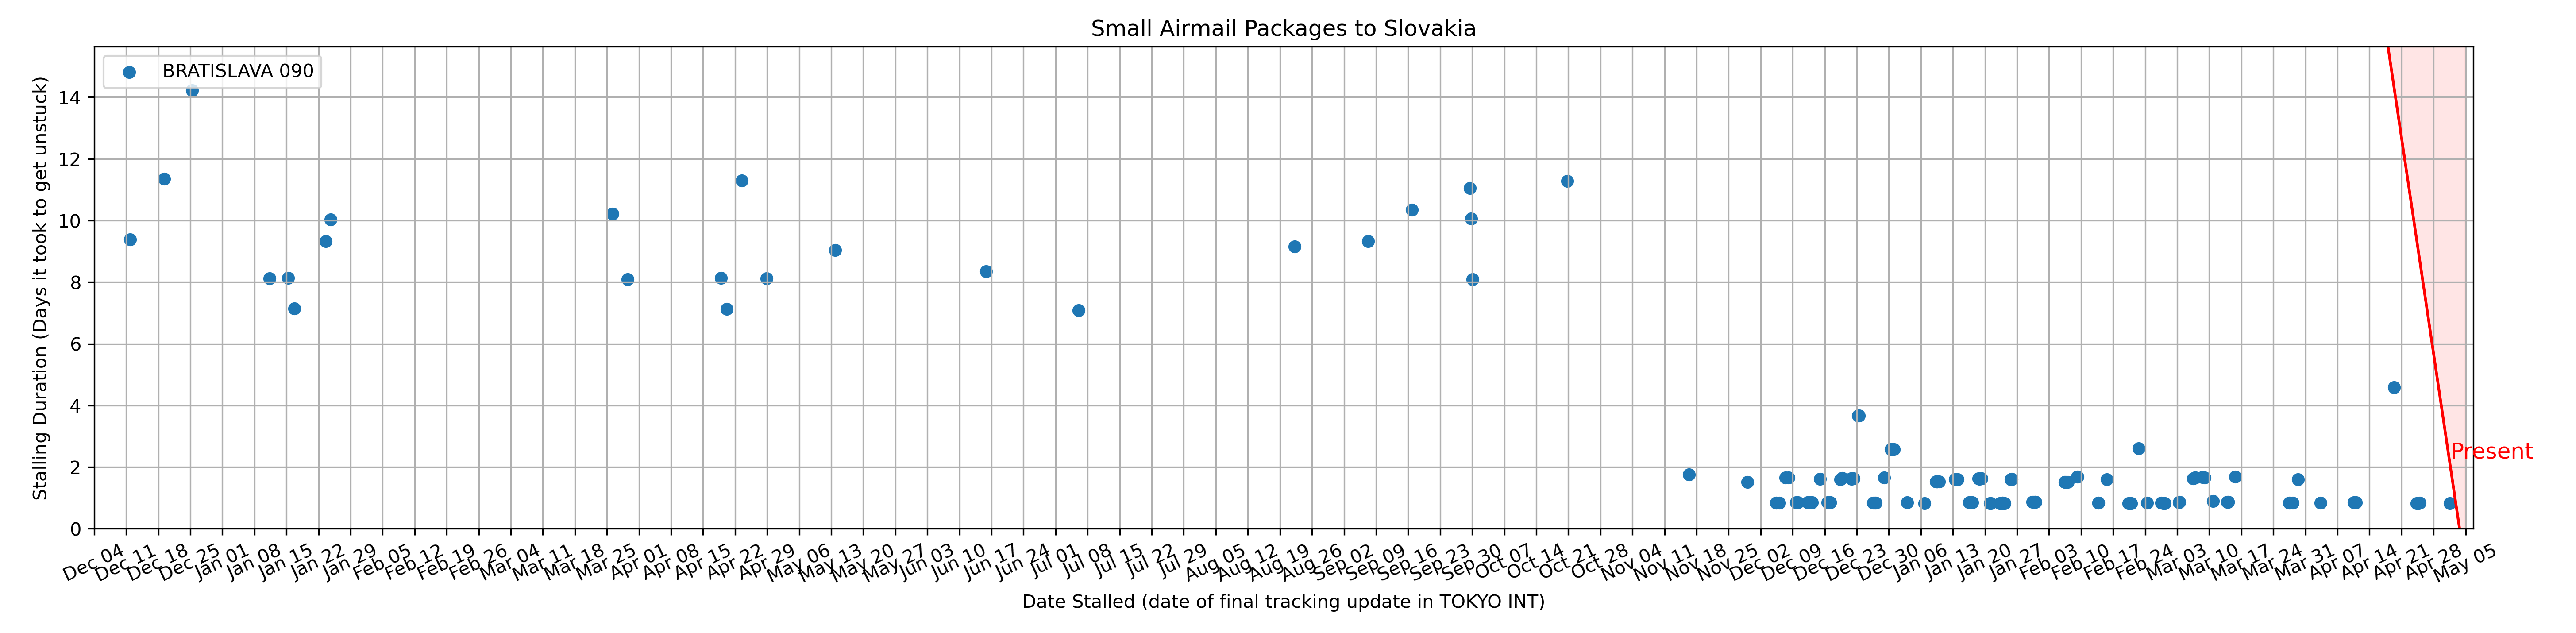 Small Airmail Packages to Slovakia
BRATISLAVA 090
Stalling Duration (Days it took to get unstuck)
14
12
10
8
6
4
2
0
Present
Dec 04 Dec 11 Dec 18 Dec 25 Jan 01 Jan 08 Jan 15 Jan 22 Jan 29 Feb 05 Feb 12 Feb 19 Feb 26 Mar 04 Mar 11 Mar 18 Mar 25 Apr 01 Apr 08 Apr 15 Apr 22 Apr 29 May 06 May 13 May 20 May 27 Jun 03 Jun 10 Jun 17 Jun 24 Jul 01 Jul 08 Jul 15 Jul 22 Jul 29 Aug 05 Aug 12 Aug 19 Aug 26 Sep 02 Sep 09 Sep 16 Sep 23 Sep 30 Oct 07 Oct 14 Oct 21 Oct 28 Nov 04 Nov 11 Nov 18 Nov 25 Dec 02 Dec 09 Dec 16 Dec 23 Dec 30 Jan 06 Jan 13 Jan 20 Jan 27 Feb 03 Feb 10 Feb 17 Feb 24 Mar 03 Mar 10 Mar 17 Mar 24 Mar 31 Apr 07 Apr 14 Apr 21 Apr 28 May 05
Date Stalled (date of final tracking update in TOKYO INT)